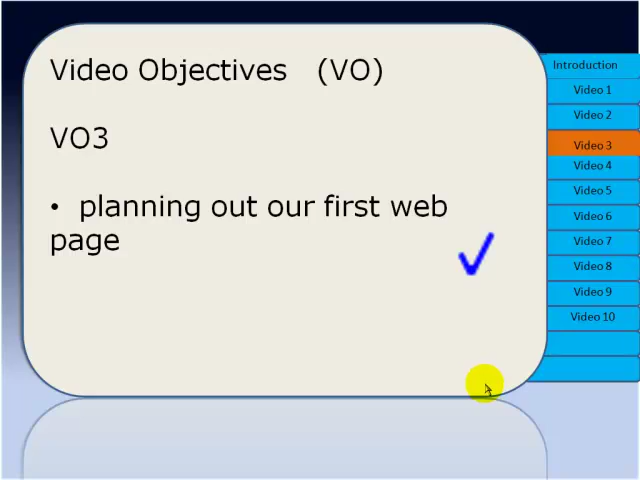 Video Objectives (VO)
VO3
• planning out our first web
page
Introduction
Video 1
Video 2
Video 3
Video 4
Video 5
Video 6
Video 7
Video 8
Video 9
Video 10